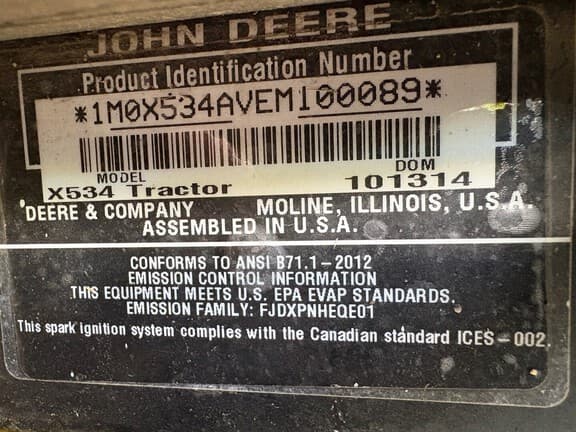 JOHN DEERE
Product Identification Number
*1M0X534AVEM100089*
MODEL DOM
X534 Tractor 101314
DEERE & COMPANY MOLINE, ILLINOIS, U.S.A.
ASSEMBLED IN U.S.A.
CONFORMS TO ANSI B71.1-2012
EMISSION CONTROL INFORMATION
THIS EQUIPMENT MEETS U.S. EPA EVAP STANDARDS.
EMISSION FAMILY: FJDXPNHEQE01
This spark ignition system complies with the Canadian standard ICES-002.